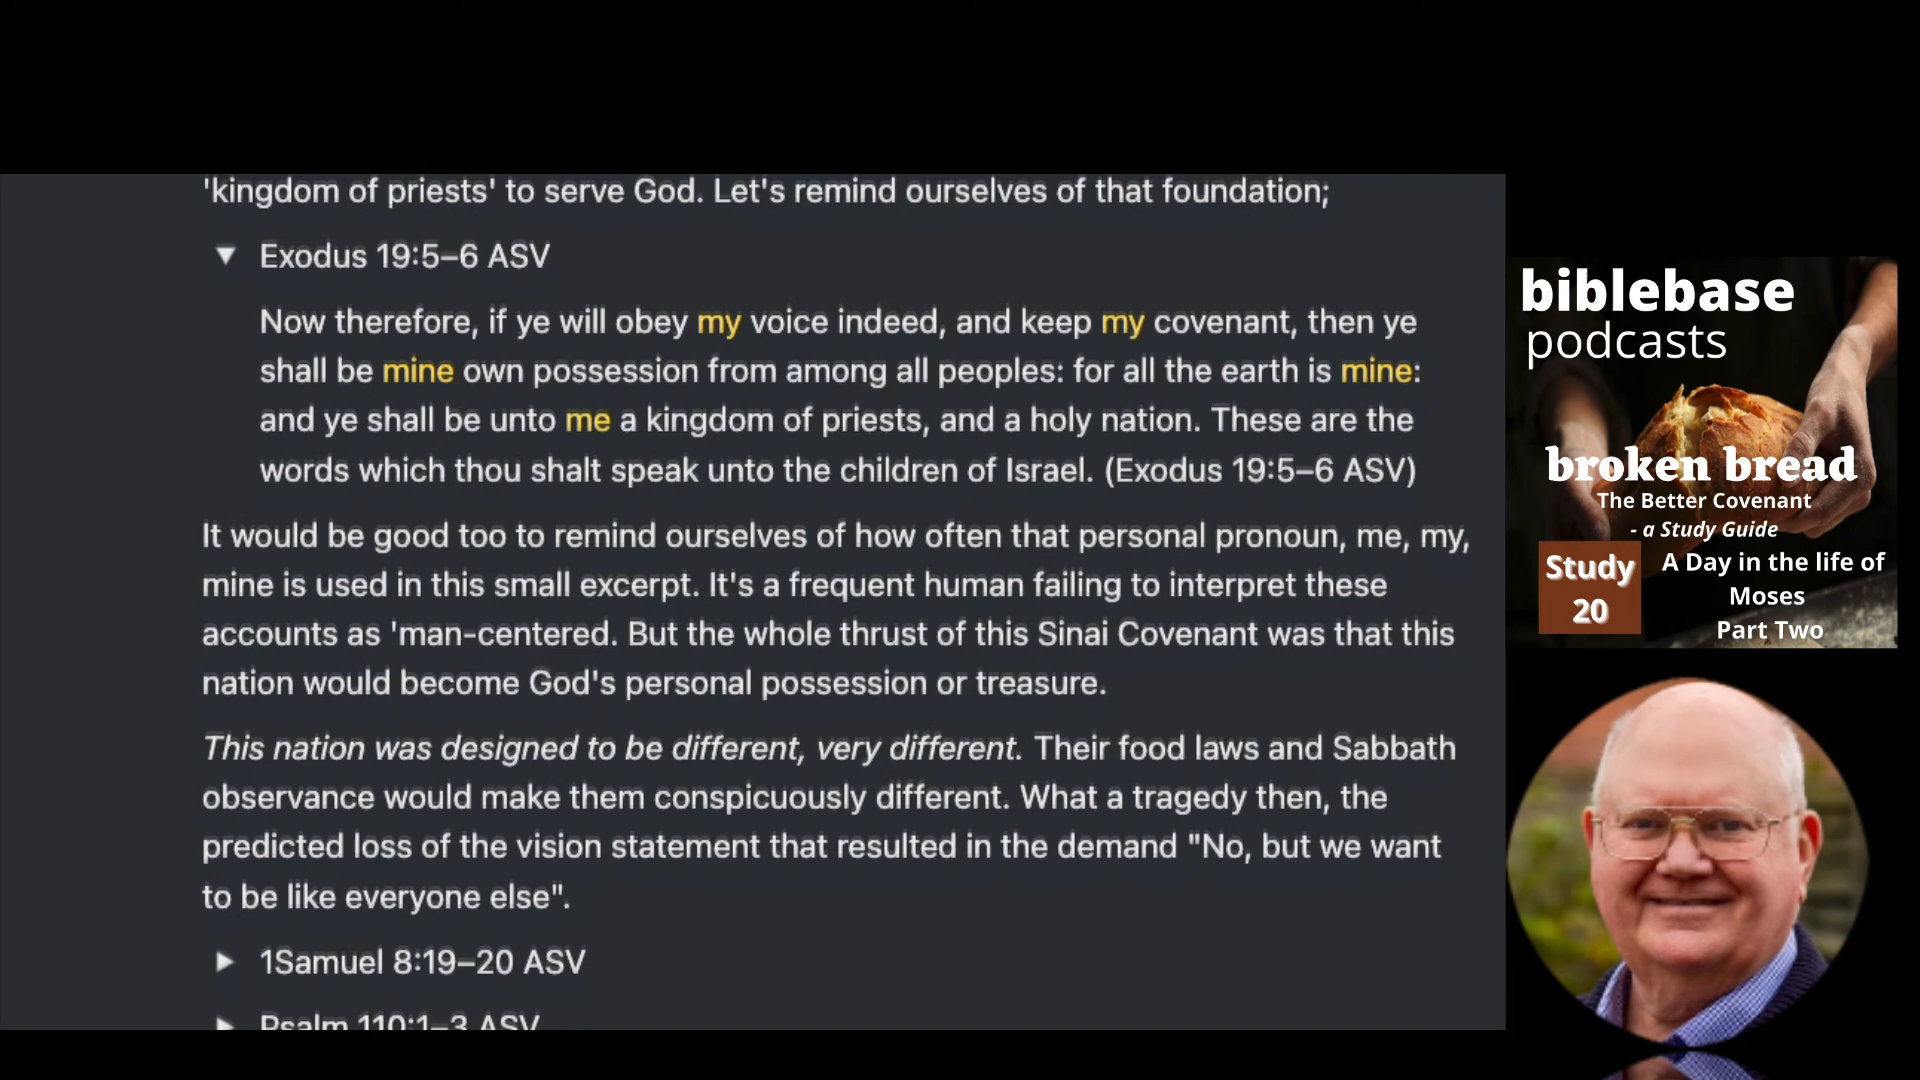 'kingdom of priests' to serve God. Let's remind ourselves of that foundation;
▼ Exodus 19:5–6 ASV
Now therefore, if ye will obey my voice indeed, and keep my covenant, then ye
shall be mine own possession from among all peoples: for all the earth is mine:
and ye shall be unto me a kingdom of priests, and a holy nation. These are the
words which thou shalt speak unto the children of Israel. (Exodus 19:5–6 ASV)
It would be good too to remind ourselves of how often that personal pronoun, me, my,
mine is used in this small excerpt. It's a frequent human failing to interpret these
accounts as 'man-centered. But the whole thrust of this Sinai Covenant was that this
nation would become God's personal possession or treasure.
This nation was designed to be different, very different. Their food laws and Sabbath
observance would make them conspicuously different. What a tragedy then, the
predicted loss of the vision statement that resulted in the demand "No, but we want
to be like everyone else".
▶ 1Samuel 8:19–20 ASV
▶ Psalm 110:1–3 ASV
biblebase
podcasts
broken bread
The Better Covenant
- a Study Guide
Study
20
A Day in the life of
Moses
Part Two